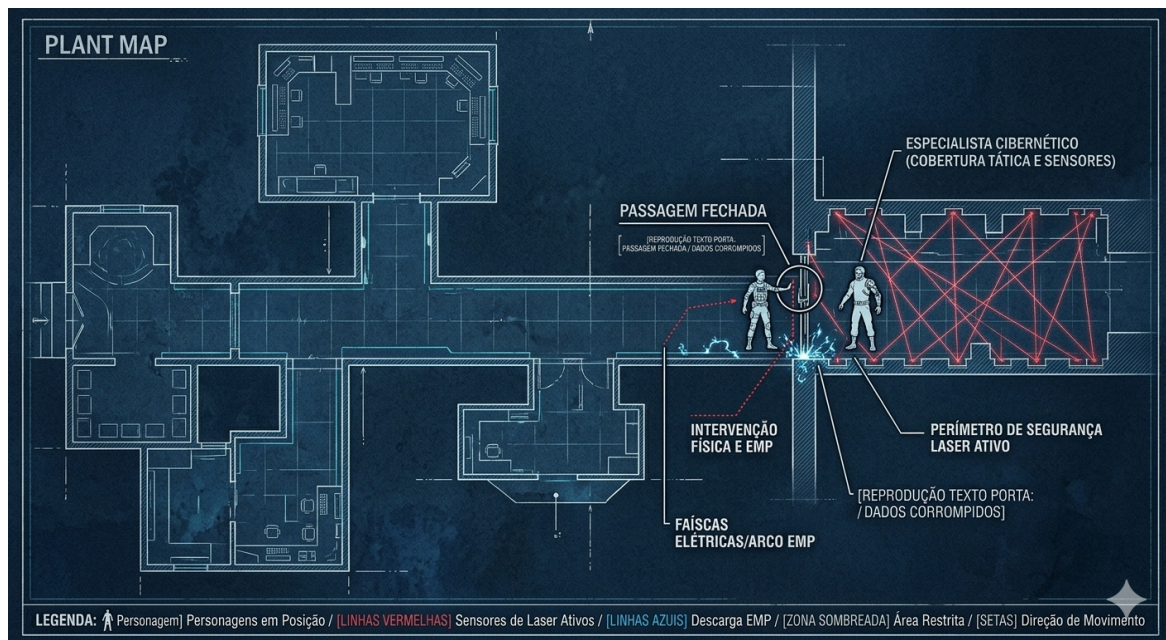 PLANT MAP
ESPECIALISTA CIBERNÉTICO
(COBERTURA TÁTICA E SENSORES)
PASSAGEM FECHADA
[REPRODUÇÃO TEXTO PORTA.
PASSAGEM FECHADA / DADOS CORROMPIDOS]
INTERVENÇÃO
FÍSICA E EMP
PERÍMETRO DE SEGURANÇA
LASER ATIVO
[REPRODUÇÃO TEXTO PORTA:
/ DADOS CORROMPIDOS]
FAÍSCAS
ELÉTRICAS/ARCO EMP
LEGENDA: Personagem] Personagens em Posição / [LINHAS VERMELHAS] Sensores de Laser Ativos / [LINHAS AZUIS] Descarga EMP / [ZONA SOMBREADA] Área Restrita / [SETAS] Direção de Movimento